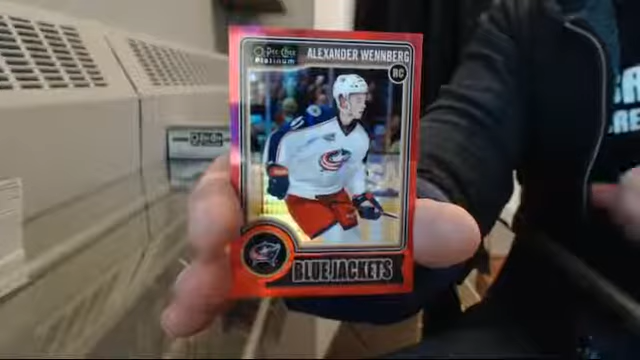 O-Pee-Chee
Platinum
ALEXANDER WENNBERG
RC
BLUE JACKETS